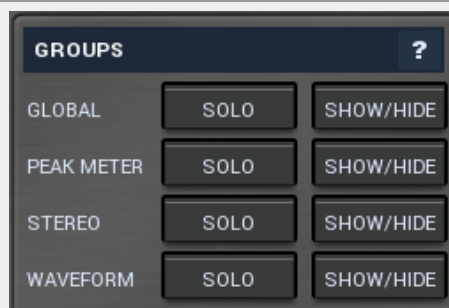 GROUPS ?
GLOBAL SOLO SHOW/HIDE
PEAK METER SOLO SHOW/HIDE
STEREO SOLO SHOW/HIDE
WAVEFORM SOLO SHOW/HIDE